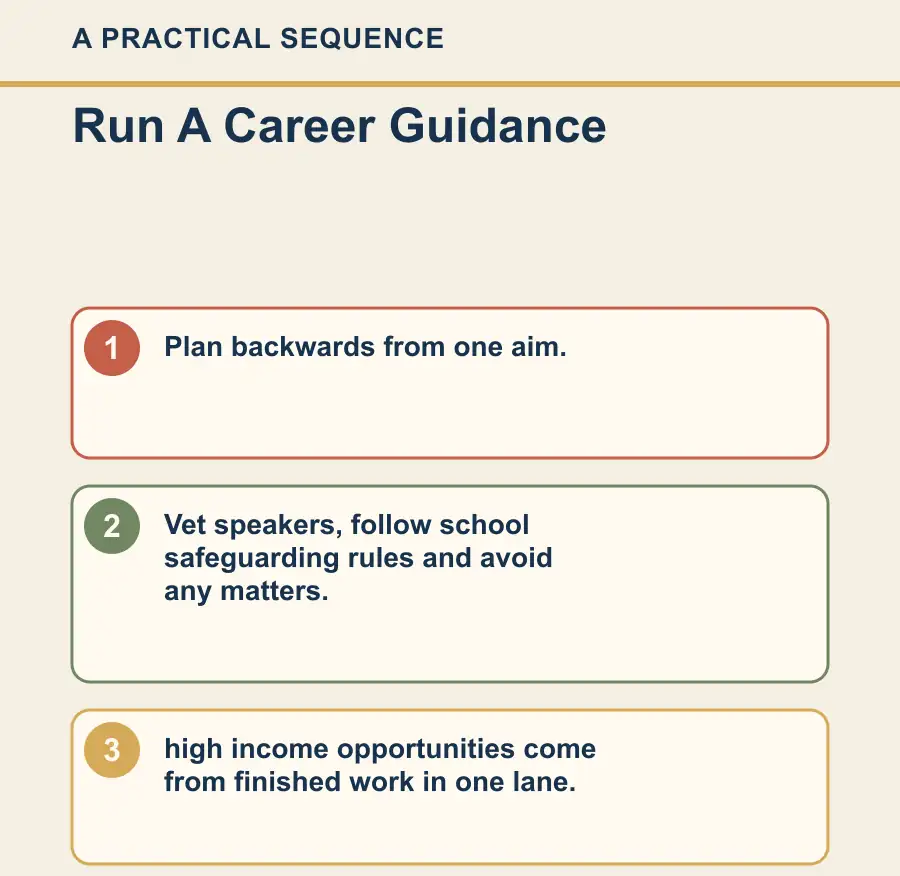 A PRACTICAL SEQUENCE
Run A Career Guidance
1
Plan backwards from one aim.
2
Vet speakers, follow school
safeguarding rules and avoid
any matters.
3
high income opportunities come
from finished work in one lane.